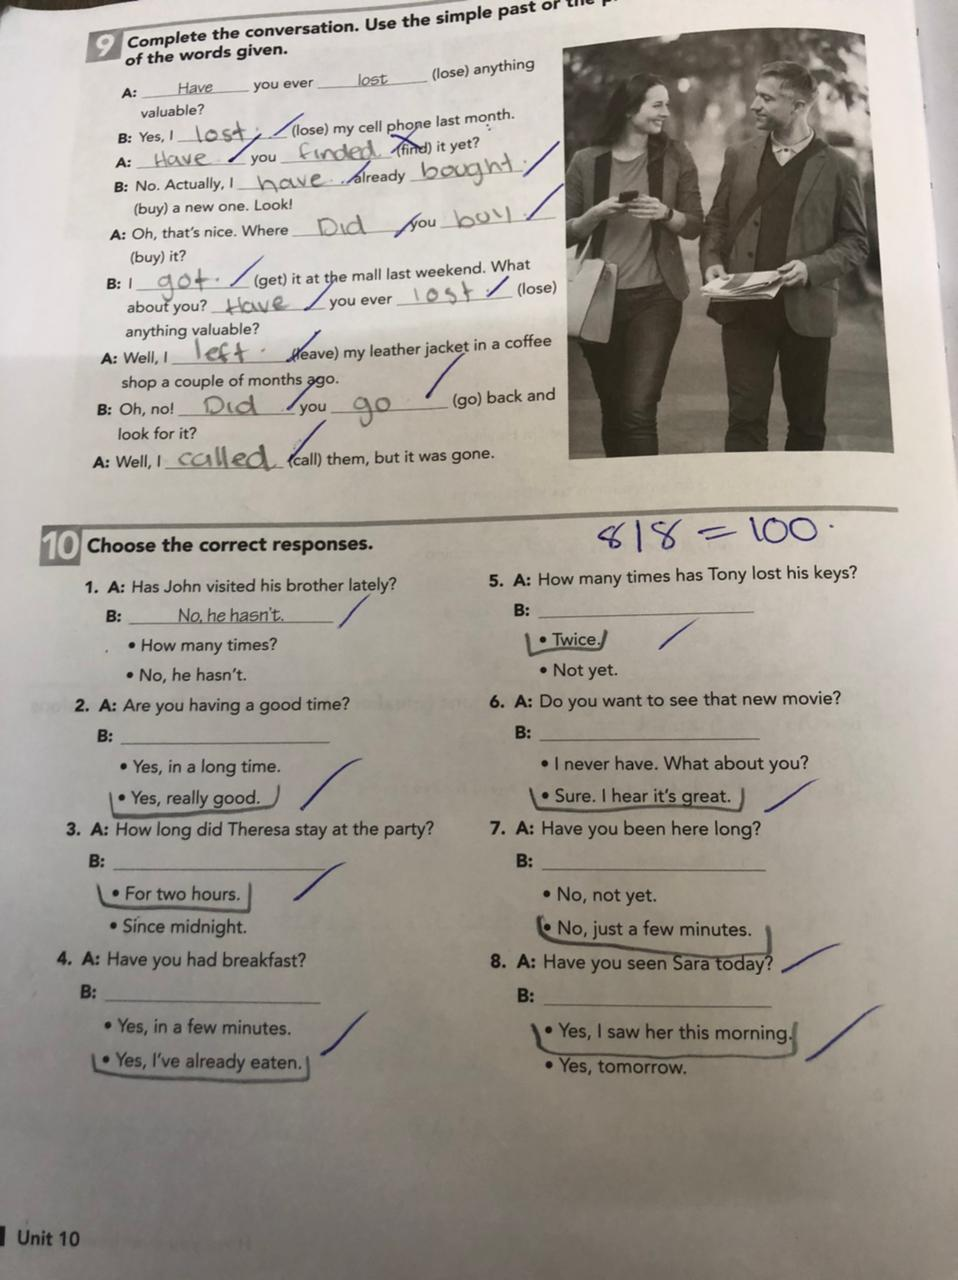 9 Complete the conversation. Use the simple past or the
of the words given.
A: Have you ever lost (lose) anything
valuable?
B: Yes, I lost. (lose) my cell phone last month.
A: Have you finded (find) it yet?
B: No. Actually, I have already bought.
(buy) a new one. Look!
A: Oh, that's nice. Where Did you buy
(buy) it?
B: I got. (get) it at the mall last weekend. What
about you? Have you ever lost. (lose)
anything valuable?
A: Well, I left. (leave) my leather jacket in a coffee
shop a couple of months ago.
B: Oh, no! Did you go (go) back and
look for it?
A: Well, I called (call) them, but it was gone.
8/8 = 100.
10 Choose the correct responses.
1. A: Has John visited his brother lately?
B: No, he hasn't.
• How many times?
• No, he hasn't.
2. A: Are you having a good time?
B:
• Yes, in a long time.
• Yes, really good.
3. A: How long did Theresa stay at the party?
B:
• For two hours.
• Since midnight.
4. A: Have you had breakfast?
B:
• Yes, in a few minutes.
• Yes, I've already eaten.
5. A: How many times has Tony lost his keys?
B:
• Twice.
• Not yet.
6. A: Do you want to see that new movie?
B:
• I never have. What about you?
• Sure. I hear it's great.
7. A: Have you been here long?
B:
• No, not yet.
• No, just a few minutes.
8. A: Have you seen Sara today?
B:
• Yes, I saw her this morning.
• Yes, tomorrow.
Unit 10